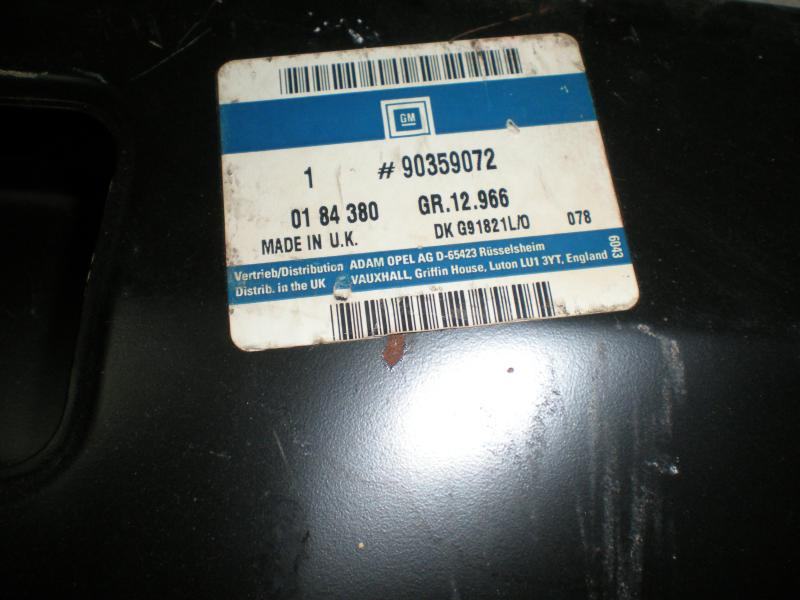 GM
1 # 90359072
01 84 380 GR.12.966
MADE IN U.K. DK G91821L/0 078
Vertrieb/Distribution ADAM OPEL AG D-65423 Rüsselsheim
Distrib. in the UK VAUXHALL, Griffin House, Luton LU1 3YT, England
6043